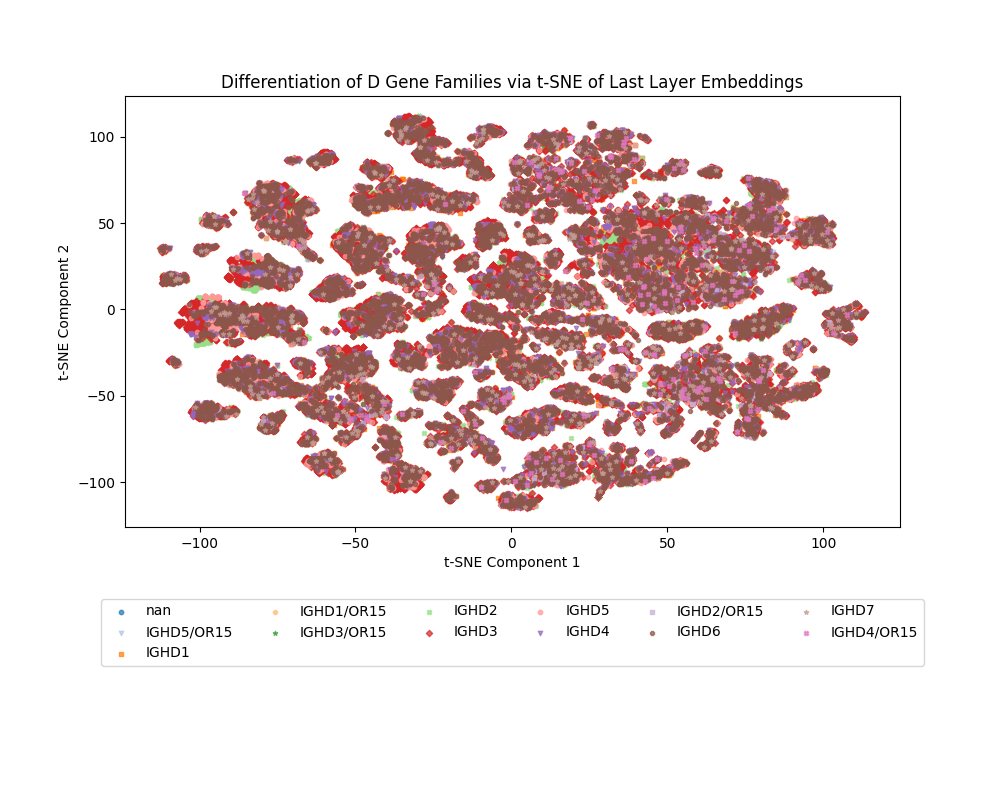 Differentiation of D Gene Families via t-SNE of Last Layer Embeddings
100
50
0
−50
−100
t-SNE Component 2
−100 −50 0 50 100
t-SNE Component 1
nan IGHD1/OR15 IGHD2 IGHD5 IGHD2/OR15 IGHD7
IGHD5/OR15 IGHD3/OR15 IGHD3 IGHD4 IGHD6 IGHD4/OR15
IGHD1